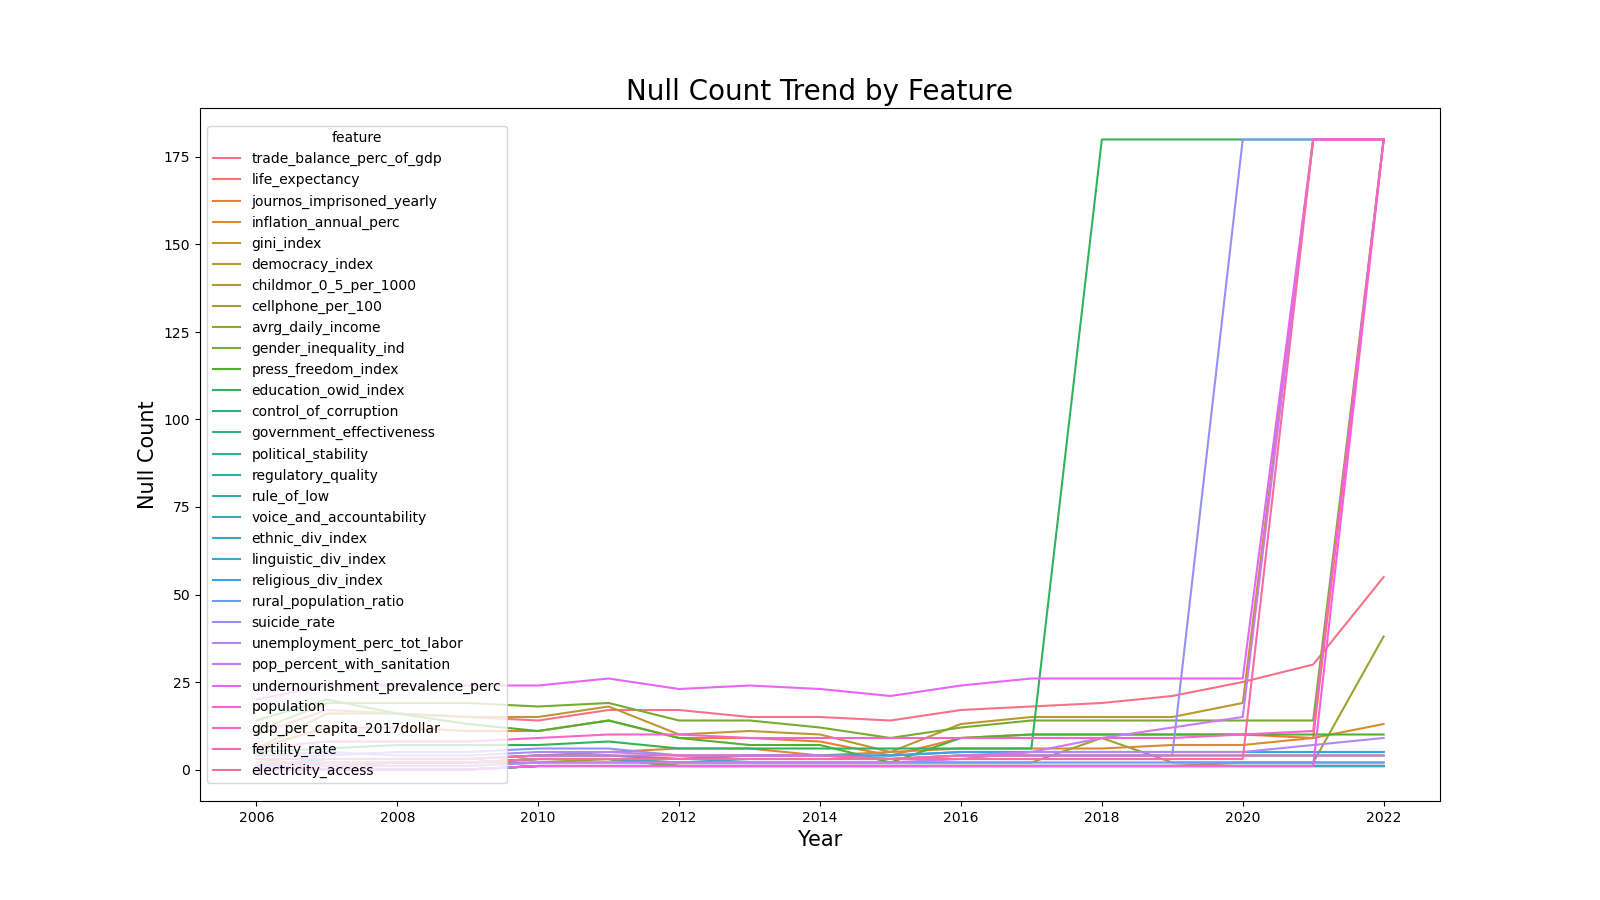 Null Count Trend by Feature
feature
trade_balance_perc_of_gdp
life_expectancy
journos_imprisoned_yearly
inflation_annual_perc
gini_index
democracy_index
childmor_0_5_per_1000
cellphone_per_100
avrg_daily_income
gender_inequality_ind
press_freedom_index
education_owid_index
control_of_corruption
government_effectiveness
political_stability
regulatory_quality
rule_of_low
voice_and_accountability
ethnic_div_index
linguistic_div_index
religious_div_index
rural_population_ratio
suicide_rate
unemployment_perc_tot_labor
pop_percent_with_sanitation
undernourishment_prevalence_perc
population
gdp_per_capita_2017dollar
fertility_rate
electricity_access
Null Count
175
150
125
100
75
50
25
0
2006 2008 2010 2012 2014 2016 2018 2020 2022
Year